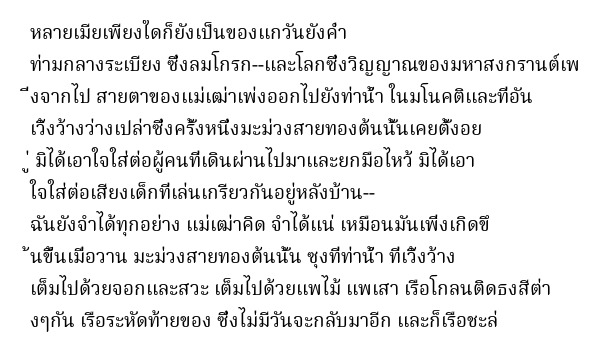 หลายเมียเพียงใดก็ยังเป็นของแกวันยังค่ำ
ท่ามกลางระเบียง ซึ่งลมโกรก--และโลกซึ่งวิญญาณของมหาสงกรานต์เพ
ิ่งจากไป สายตาของแม่เฒ่าเพ่งออกไปยังท่าน้ำ ในมโนคติและที่อัน
เวิ้งว้างว่างเปล่าซึ่งครั้งหนึ่งมะม่วงสายทองต้นนั้นเคยตั้งอย
ู่ มิได้เอาใจใส่ต่อผู้คนที่เดินผ่านไปมาและยกมือไหว้ มิได้เอา
ใจใส่ต่อเสียงเด็กที่เล่นเกรียวกันอยู่หลังบ้าน--
ฉันยังจำได้ทุกอย่าง แม่เฒ่าคิด จำได้แน่ เหมือนมันเพิ่งเกิดขึ
้นขึ้นเมื่อวาน มะม่วงสายทองต้นนั้น ซุงที่ท่าน้ำ ที่เวิ้งว้าง
เต็มไปด้วยจอกและสวะ เต็มไปด้วยแพไม้ แพเสา เรือโกลนติดธงสีต่า
งๆกัน เรือระหัดท้ายของ ซึ่งไม่มีวันจะกลับมาอีก และก็เรือชะล่